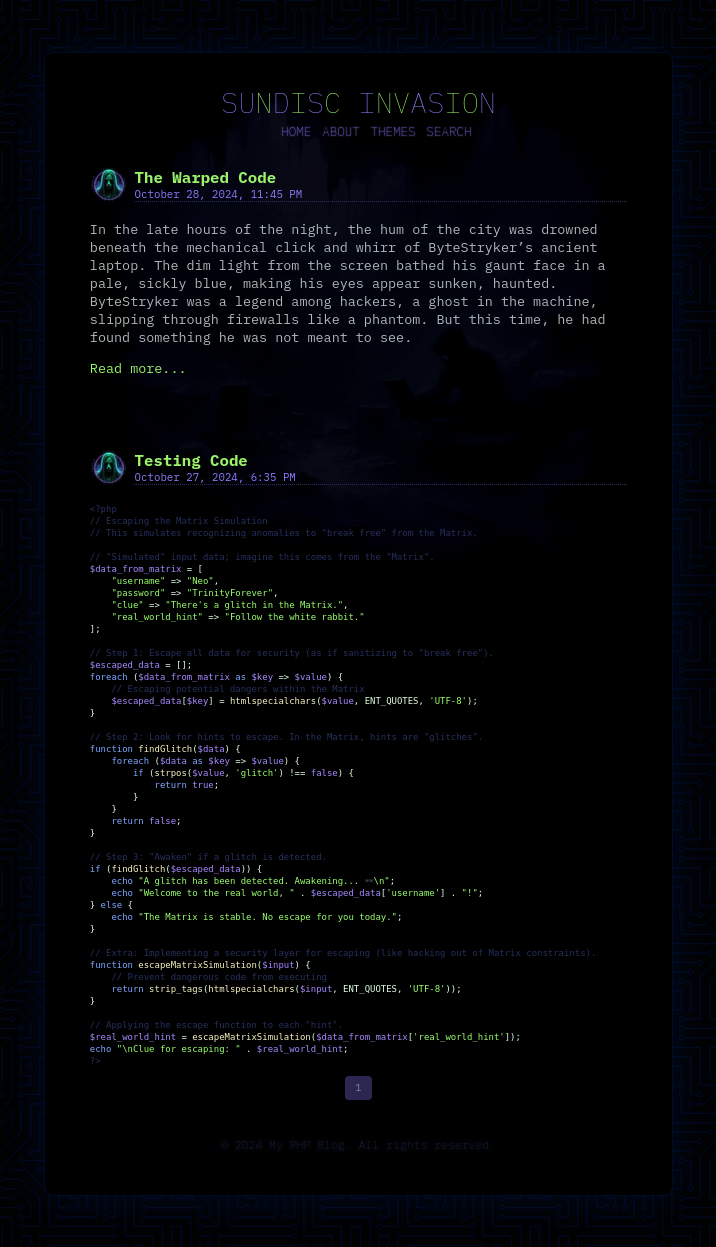 SUNDISC INVASION
HOME ABOUT THEMES SEARCH
The Warped Code
October 28, 2024, 11:45 PM
In the late hours of the night, the hum of the city was drowned
beneath the mechanical click and whirr of ByteStryker’s ancient
laptop. The dim light from the screen bathed his gaunt face in a
pale, sickly blue, making his eyes appear sunken, haunted.
ByteStryker was a legend among hackers, a ghost in the machine,
slipping through firewalls like a phantom. But this time, he had
found something he was not meant to see.
Read more...
Testing Code
October 27, 2024, 6:35 PM
<?php
// Escaping the Matrix Simulation
// This simulates recognizing anomalies to "break free" from the Matrix.
// "Simulated" input data; imagine this comes from the "Matrix".
$data_from_matrix = [
    "username" => "Neo",
    "password" => "TrinityForever",
    "clue" => "There's a glitch in the Matrix.",
    "real_world_hint" => "Follow the white rabbit."
];
// Step 1: Escape all data for security (as if sanitizing to "break free").
$escaped_data = [];
foreach ($data_from_matrix as $key => $value) {
    // Escaping potential dangers within the Matrix
    $escaped_data[$key] = htmlspecialchars($value, ENT_QUOTES, 'UTF-8');
}
// Step 2: Look for hints to escape. In the Matrix, hints are "glitches".
function findGlitch($data) {
    foreach ($data as $key => $value) {
        if (strpos($value, 'glitch') !== false) {
            return true;
        }
    }
    return false;
}
// Step 3: "Awaken" if a glitch is detected.
if (findGlitch($escaped_data)) {
    echo "A glitch has been detected. Awakening... \n";
    echo "Welcome to the real world, " . $escaped_data['username'] . "!";
} else {
    echo "The Matrix is stable. No escape for you today.";
}
// Extra: Implementing a security layer for escaping (like hacking out of Matrix constraints).
function escapeMatrixSimulation($input) {
    // Prevent dangerous code from executing
    return strip_tags(htmlspecialchars($input, ENT_QUOTES, 'UTF-8'));
}
// Applying the escape function to each "hint".
$real_world_hint = escapeMatrixSimulation($data_from_matrix['real_world_hint']);
echo "\nClue for escaping: " . $real_world_hint;
?>
1
© 2024 My PHP Blog. All rights reserved.